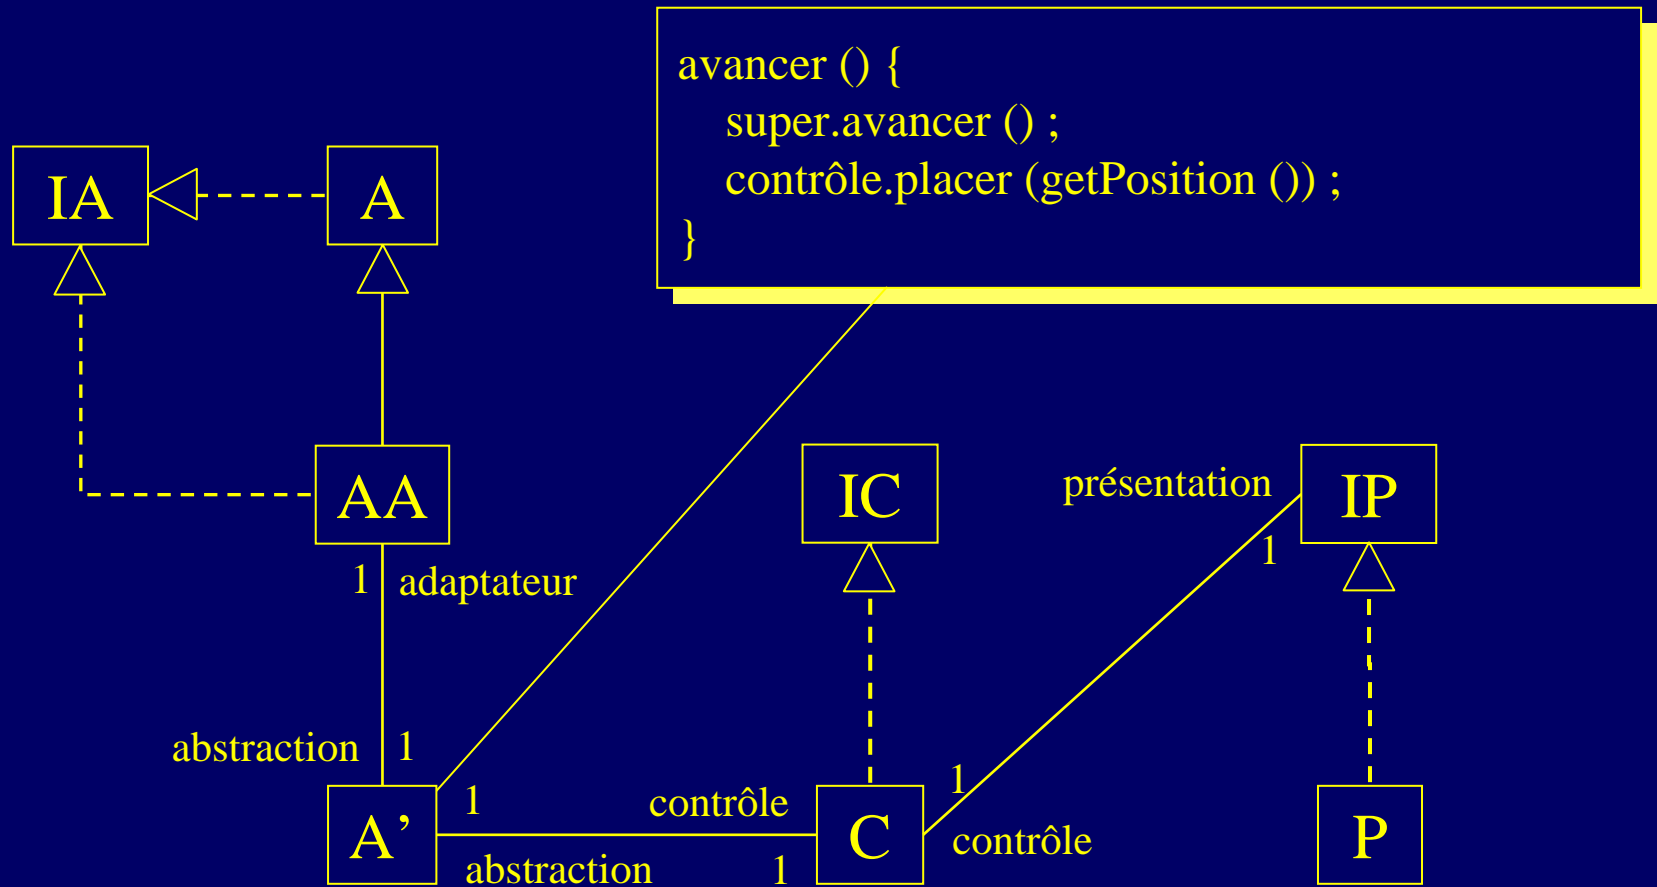 avancer () {
super.avancer () ;
contrôle.placer (getPosition ()) ;
}
IA
A
AA
IC
présentation
IP
1
1 adaptateur
abstraction 1
1
contrôle
1
A’
C
contrôle
P
abstraction
1